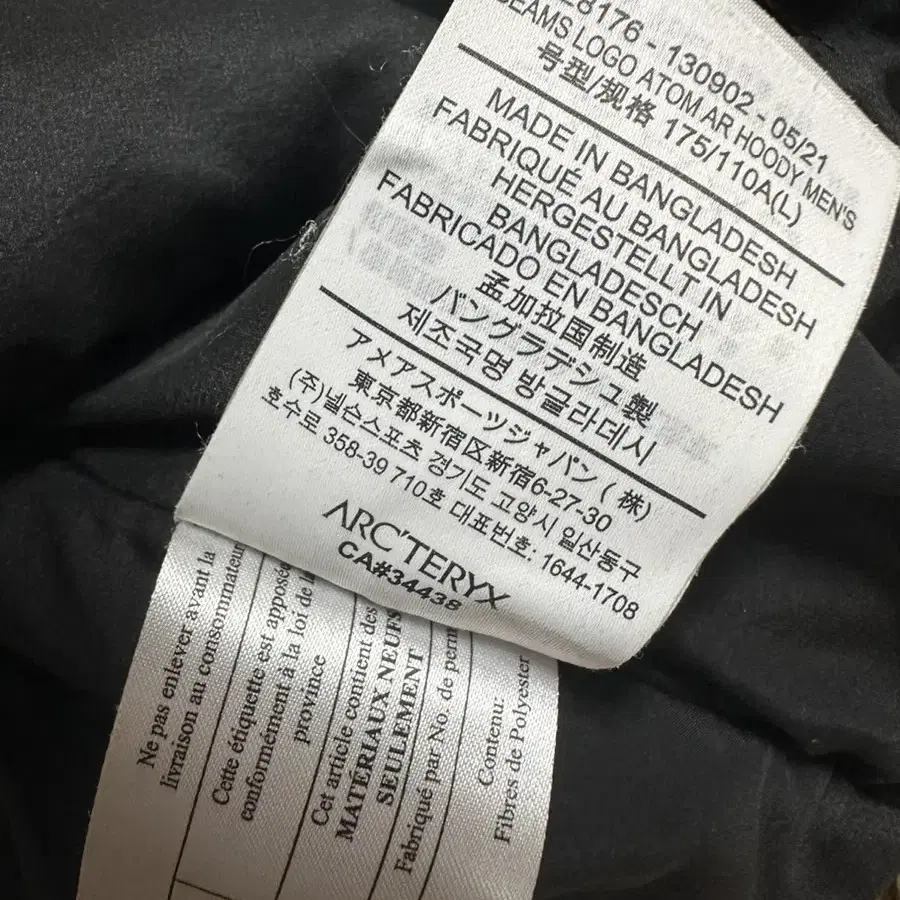 28176 - 130902 - 05/21
BEAMS LOGO ATOM AR HOODY MEN'S
号型/规格 175/110A(L)
MADE IN BANGLADESH
FABRIQUÉ AU BANGLADESH
HERGESTELLT IN
BANGLADESCH
FABRICADO EN BANGLADESH
孟加拉国制造
バングラデシュ製
제조국명 방글라데시
アメアスポーツジャパン (株)
東京都新宿区新宿6-27-30
(주)넬슨스포츠 경기도 고양시 일산동구
호수로 358-39 710호 대표번호: 1644-1708
ARC'TERYX
CA#34438
Ne pas enlever avant la
livraison au consommateur
Cette étiquette est apposée
conformément à la loi de la
province
Cet article contient des
MATÉRIAUX NEUFS
SEULEMENT
Fabriqué par No. de perm
Contenu:
Fibres de Polyester